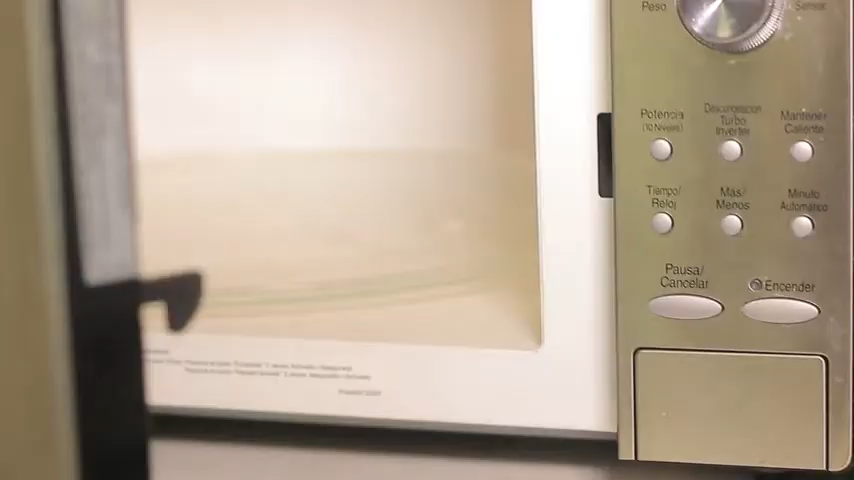 Peso
Sensor
Potencia
(10 Niveles)
Descongelación
Turbo
Inverter
Mantener
Caliente
Tiempo/
Reloj
Más/
Menos
Minuto
Automático
Pausa/
Cancelar
Encender